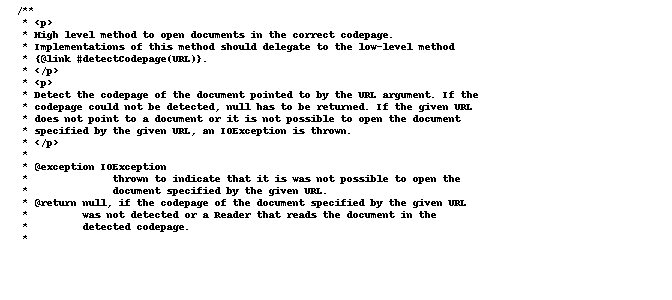 /**
 * <p>
 * High level method to open documents in the correct codepage.
 * Implementations of this method should delegate to the low-level method
 * {@link #detectCodepage(URL)}.
 * </p>
 * <p>
 * Detect the codepage of the document pointed to by the URL argument. If the
 * codepage could not be detected, null has to be returned. If the given URL
 * does not point to a document or it is not possible to open the document
 * specified by the given URL, an IOException is thrown.
 * </p>
 *
 * @exception IOException
 *              thrown to indicate that it is was not possible to open the
 *              document specified by the given URL.
 * @return null, if the codepage of the document specified by the given URL
 *         was not detected or a Reader that reads the document in the
 *         detected codepage.
 *